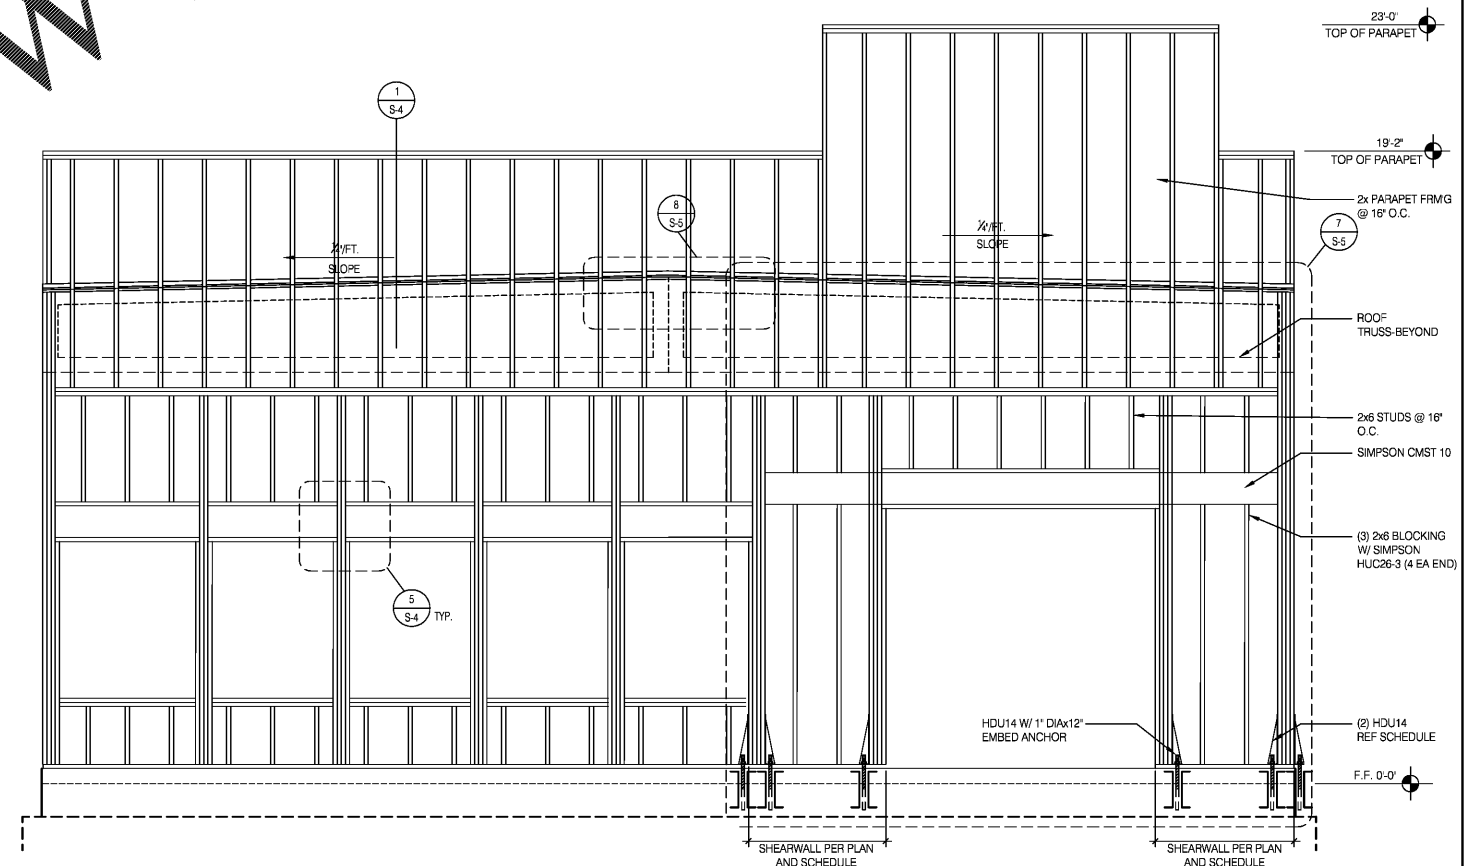 W
23'-0"
TOP OF PARAPET
1
S-4
19'-2"
TOP OF PARAPET
2x PARAPET FRMG
@ 16" O.C.
8
S-5
7
S-5
¼"/FT.
SLOPE
¼"/FT.
SLOPE
ROOF
TRUSS-BEYOND
2x6 STUDS @ 16"
O.C.
SIMPSON CMST 10
(3) 2x6 BLOCKING
W/ SIMPSON
HUC26-3 (4 EA END)
5
S-4
TYP.
HDU14 W/ 1" DIAx12"
EMBED ANCHOR
(2) HDU14
REF SCHEDULE
F.F. 0'-0"
SHEARWALL PER PLAN
AND SCHEDULE
SHEARWALL PER PLAN
AND SCHEDULE